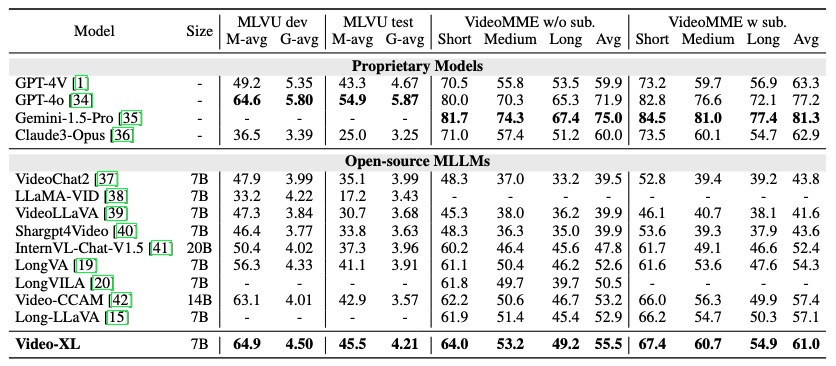 Model Size MLVU dev MLVU test VideoMME w/o sub. VideoMME w sub.
M-avg G-avg M-avg G-avg Short Medium Long Avg Short Medium Long Avg
Proprietary Models
GPT-4V [1] - 49.2 5.35 43.3 4.67 70.5 55.8 53.5 59.9 73.2 59.7 56.9 63.3
GPT-4o [34] - 64.6 5.80 54.9 5.87 80.0 70.3 65.3 71.9 82.8 76.6 72.1 77.2
Gemini-1.5-Pro [35] - - - - - 81.7 74.3 67.4 75.0 84.5 81.0 77.4 81.3
Claude3-Opus [36] - 36.5 3.39 25.0 3.25 71.0 57.4 51.2 60.0 73.5 60.1 54.7 62.9
Open-source MLLMs
VideoChat2 [37] 7B 47.9 3.99 35.1 3.99 48.3 37.0 33.2 39.5 52.8 39.4 39.2 43.8
LLaMA-VID [38] 7B 33.2 4.22 17.2 3.43 - - - - - - - -
VideoLLaVA [39] 7B 47.3 3.84 30.7 3.68 45.3 38.0 36.2 39.9 46.1 40.7 38.1 41.6
Shargpt4Video [40] 7B 46.4 3.77 33.8 3.63 48.3 36.3 35.0 39.9 53.6 39.3 37.9 43.6
InternVL-Chat-V1.5 [41] 20B 50.4 4.02 37.3 3.96 60.2 46.4 45.6 47.8 61.7 49.1 46.6 52.4
LongVA [19] 7B 56.3 4.33 41.1 3.91 61.1 50.4 46.2 52.6 61.6 53.6 47.6 54.3
LongVILA [20] 7B - - - - 61.8 49.7 39.7 50.5 - - - -
Video-CCAM [42] 14B 63.1 4.01 42.9 3.57 62.2 50.6 46.7 53.2 66.0 56.3 49.9 57.4
Long-LLaVA [15] 7B - - - - 61.9 51.4 45.4 52.9 66.2 54.7 50.3 57.1
Video-XL 7B 64.9 4.50 45.5 4.21 64.0 53.2 49.2 55.5 67.4 60.7 54.9 61.0